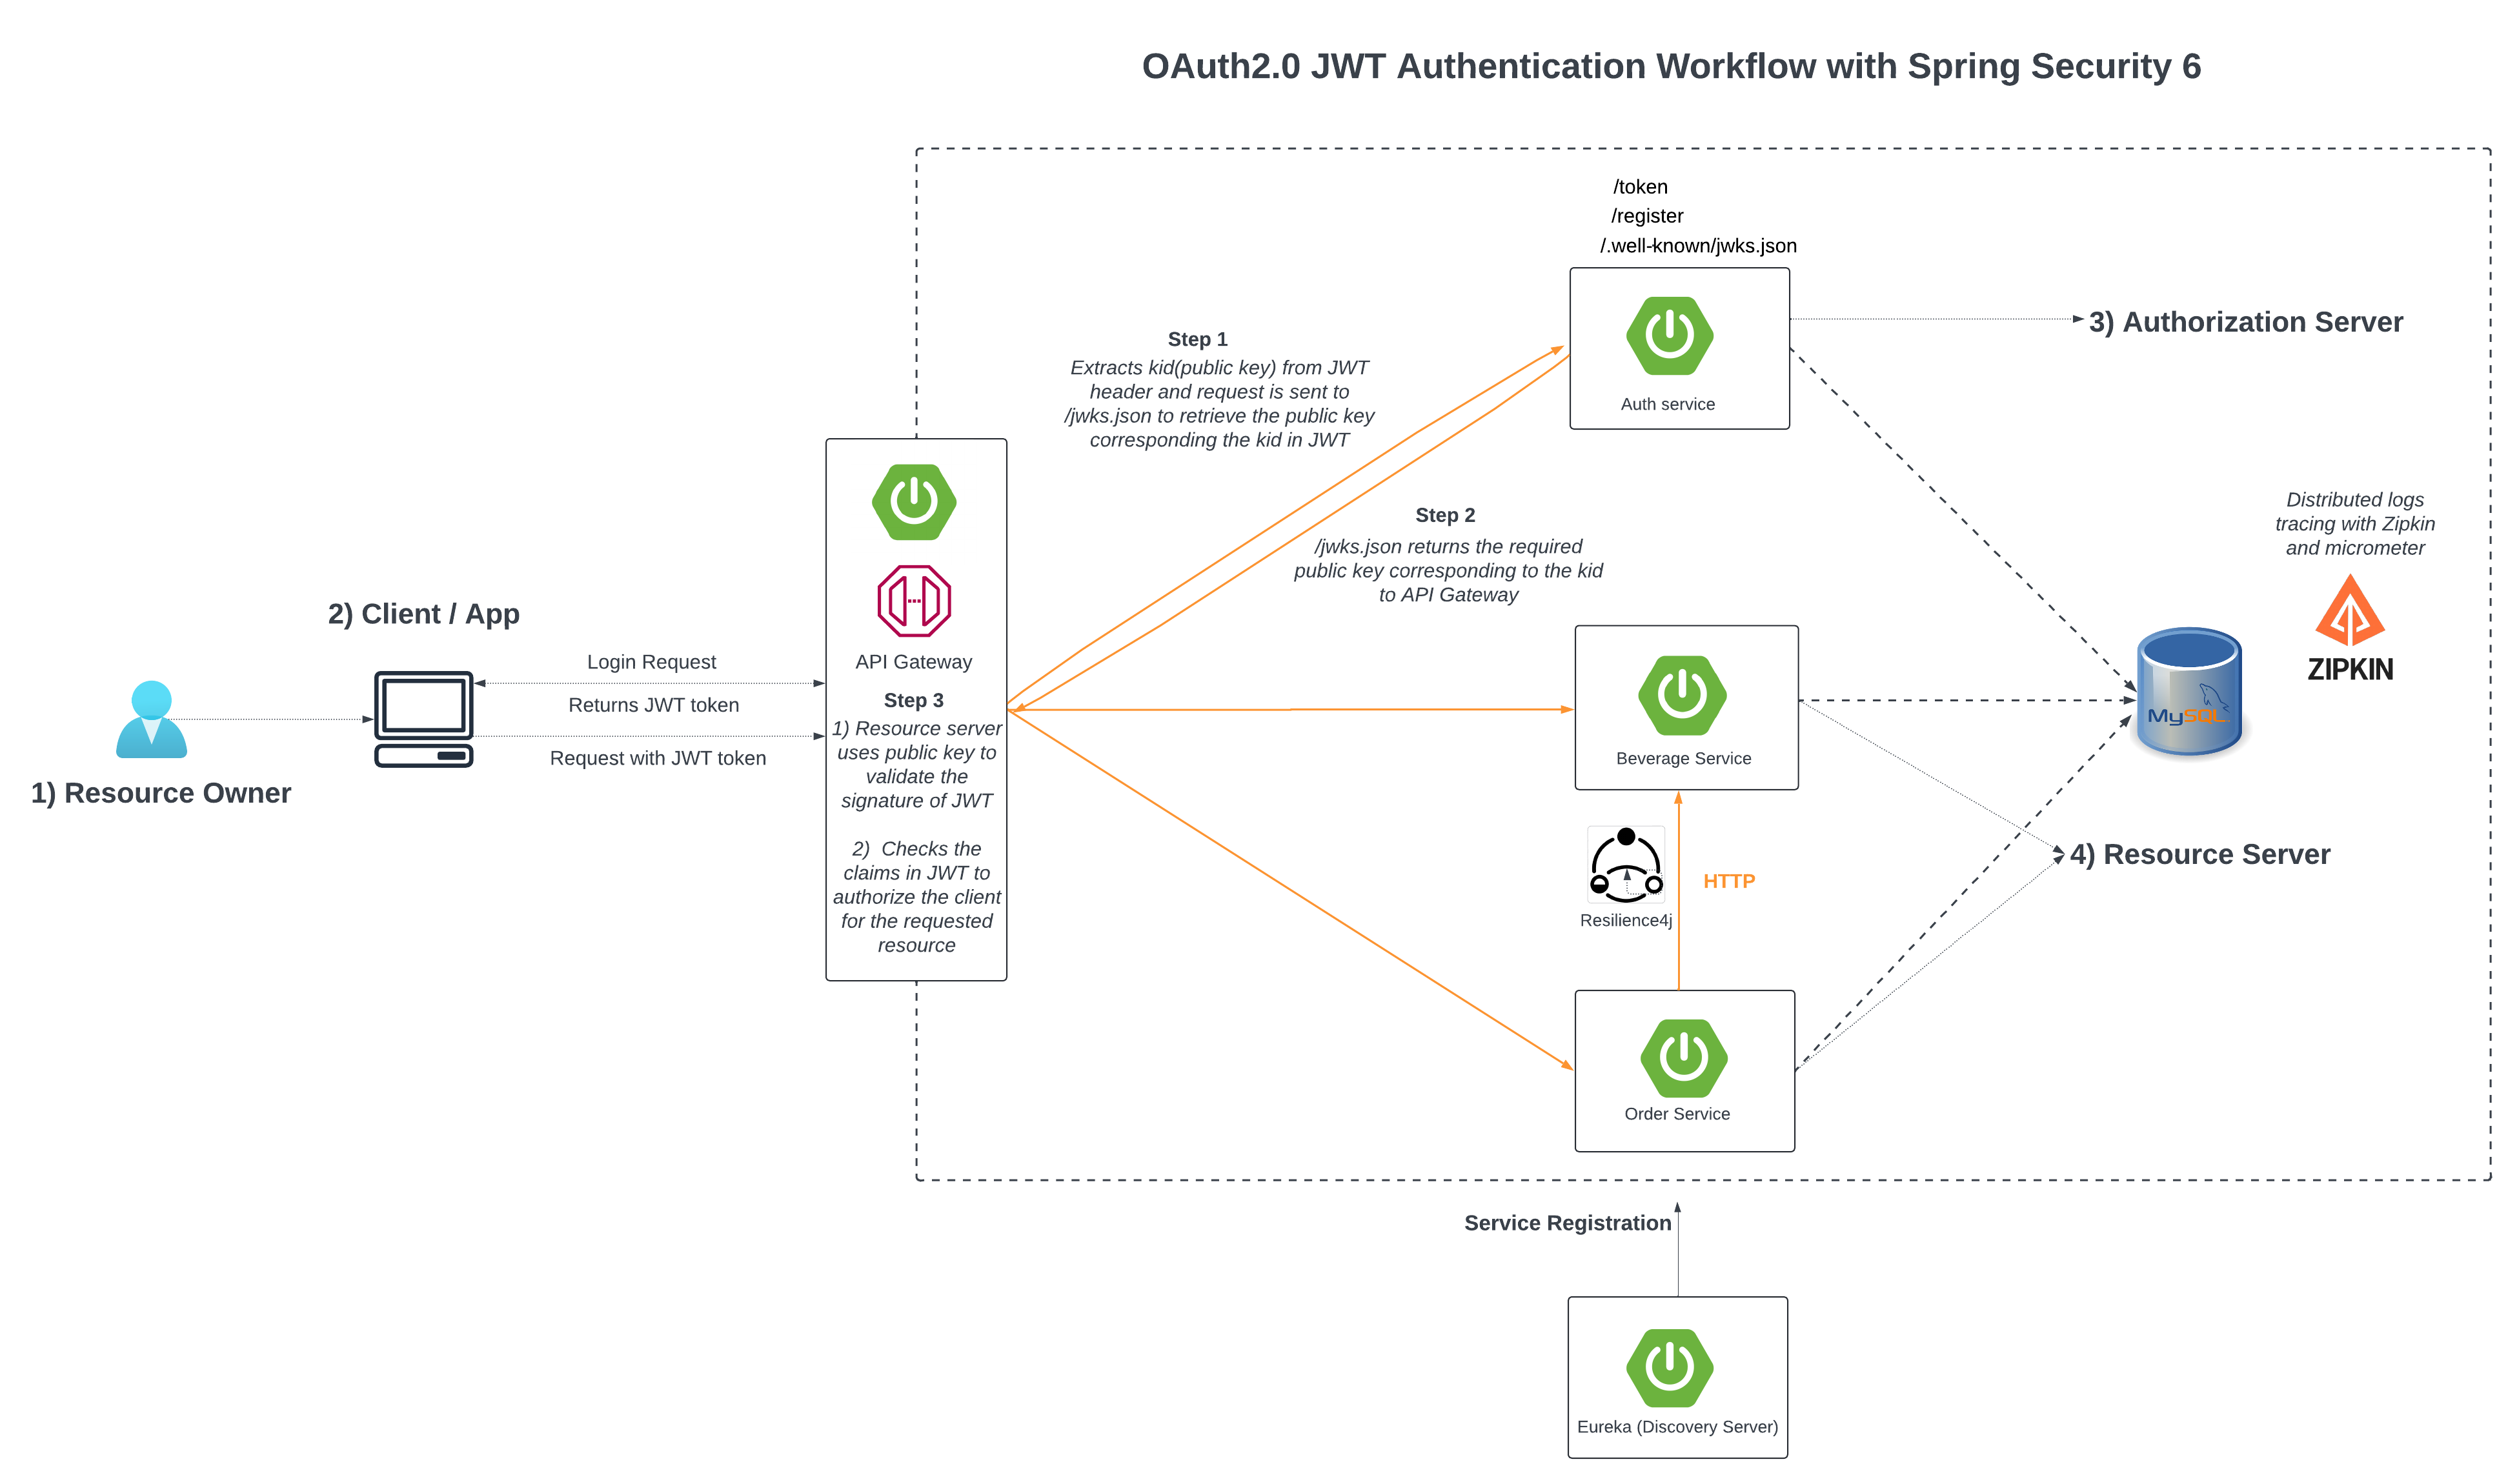 OAuth2.0 JWT Authentication Workflow with Spring Security 6
/token
/register
/.well-known/jwks.json
Auth service
3) Authorization Server
Step 1
Extracts kid(public key) from JWT
header and request is sent to
/jwks.json to retrieve the public key
corresponding the kid in JWT
Step 2
/jwks.json returns the required
public key corresponding to the kid
to API Gateway
Distributed logs
tracing with Zipkin
and micrometer
ZIPKIN
MySQL
2) Client / App
Login Request
Returns JWT token
Request with JWT token
1) Resource Owner
API Gateway
Step 3
1) Resource server
uses public key to
validate the
signature of JWT
2)  Checks the
claims in JWT to
authorize the client
for the requested
resource
Beverage Service
Resilience4j
HTTP
4) Resource Server
Order Service
Service Registration
Eureka (Discovery Server)